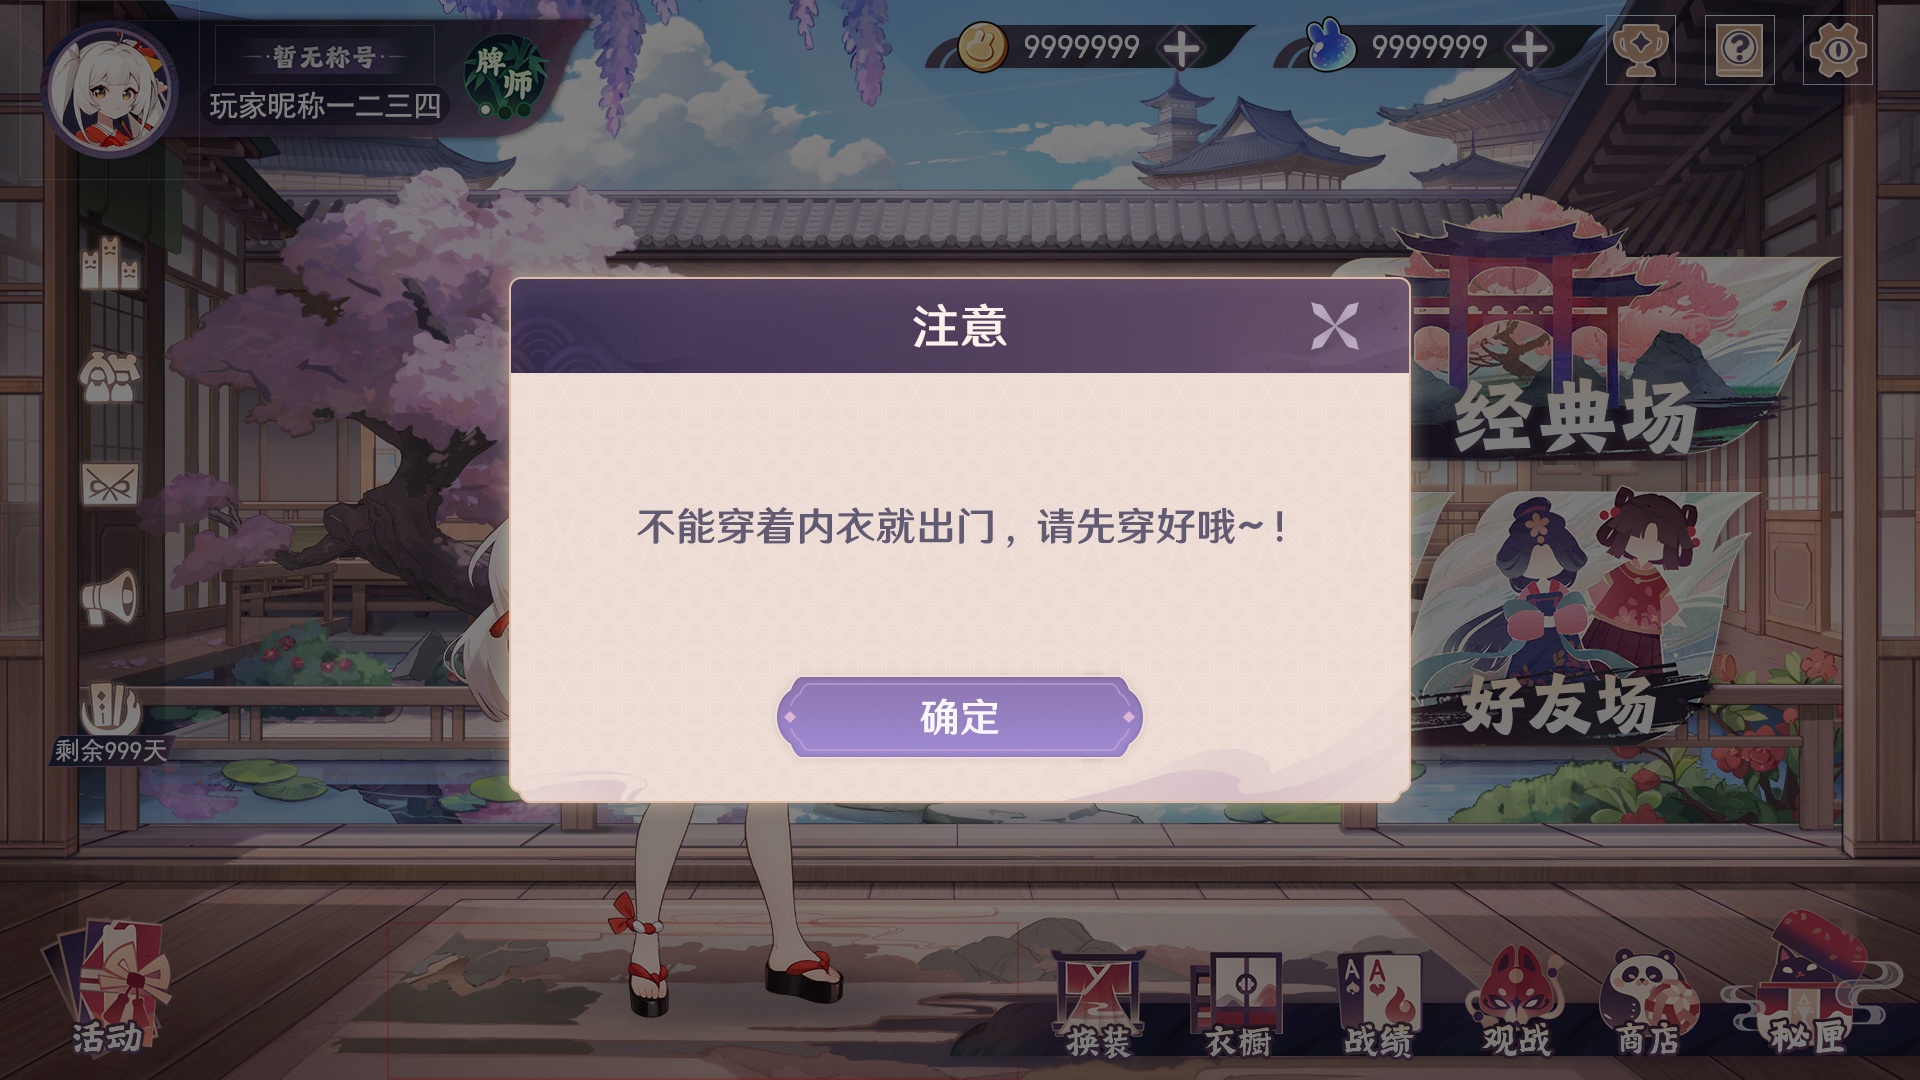 ·暂无称号·
玩家昵称一二三四
牌师
9999999
9999999
注意
经典场
不能穿着内衣就出门，请先穿好哦~！
好友场
确定
剩余999天
活动
A
A
换装
衣橱
战绩
观战
商店
秘匣